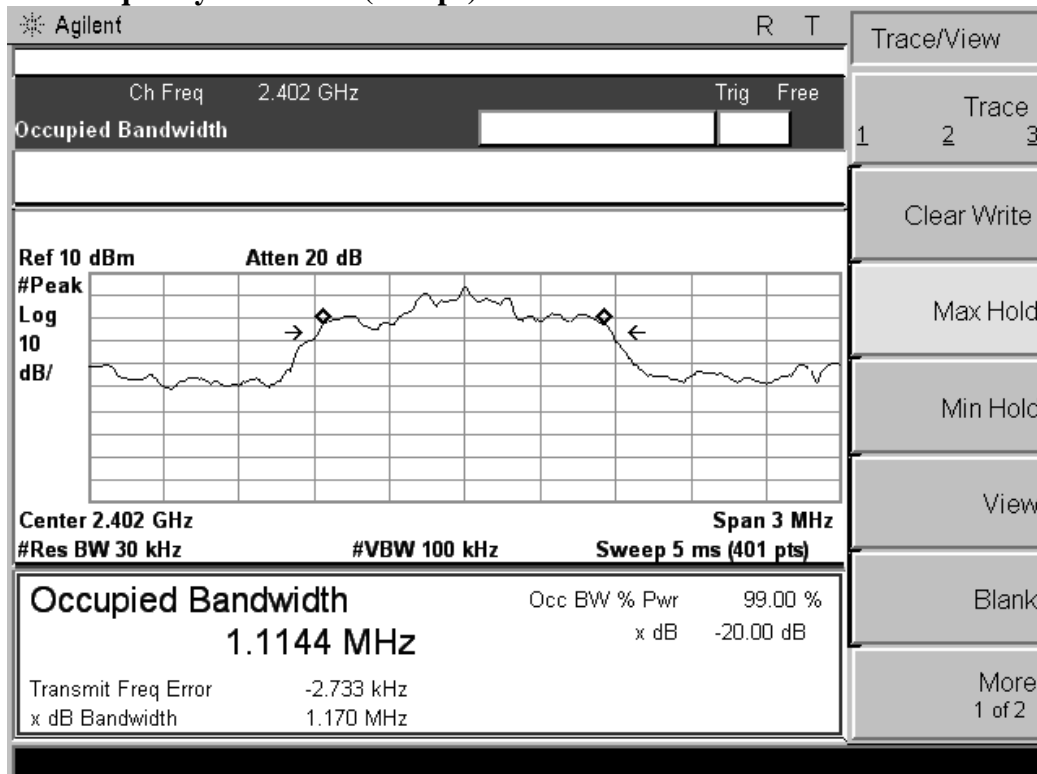 Agilent R T
Trace/View
Ch Freq 2.402 GHz Trig Free
Occupied Bandwidth
Trace
1 2 3
Clear Write
Max Hold
Min Hold
View
Blank
More
1 of 2
Ref 10 dBm Atten 20 dB
#Peak
Log
10
dB/
Center 2.402 GHz Span 3 MHz
#Res BW 30 kHz #VBW 100 kHz Sweep 5 ms (401 pts)
Occupied Bandwidth Occ BW % Pwr 99.00 %
1.1144 MHz x dB -20.00 dB
Transmit Freq Error -2.733 kHz
x dB Bandwidth 1.170 MHz